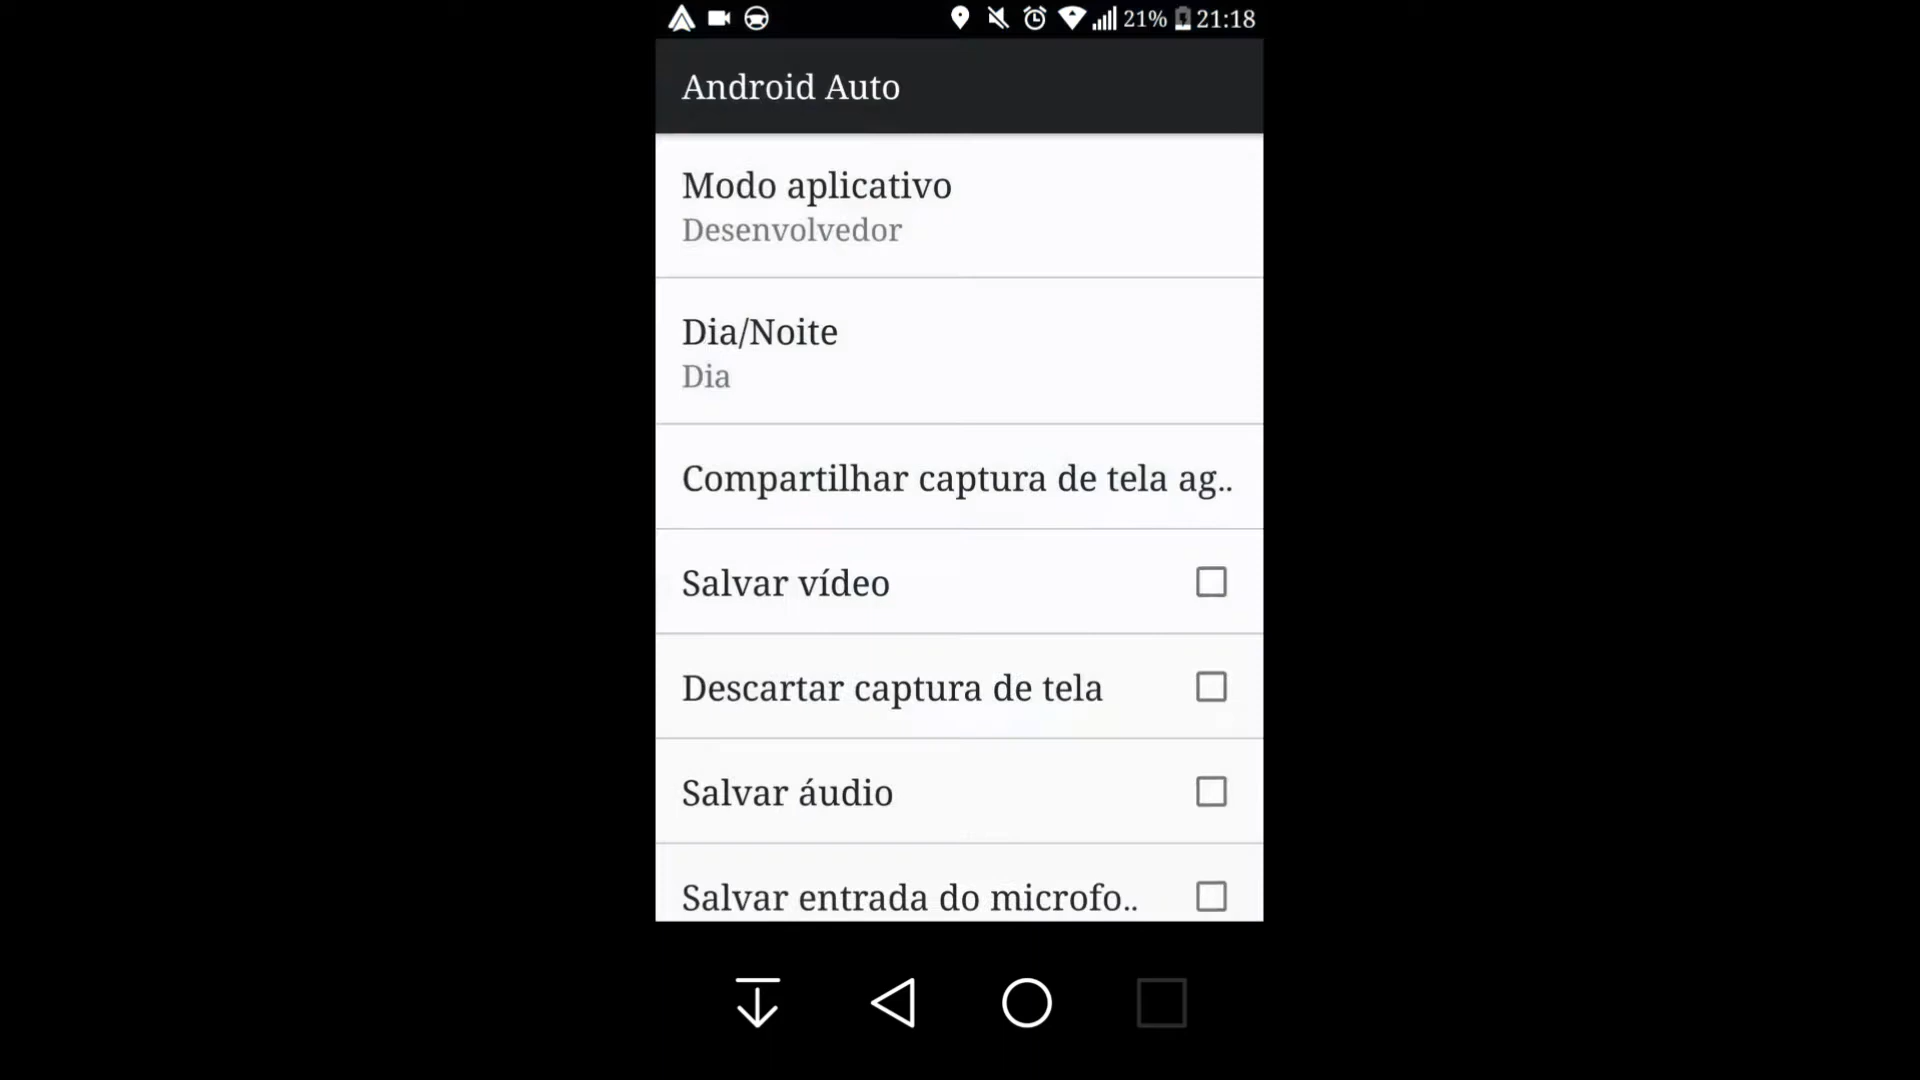 21% 21:18
Android Auto
Modo aplicativo
Desenvolvedor
Dia/Noite
Dia
Compartilhar captura de tela ag..
Salvar vídeo
Descartar captura de tela
Salvar áudio
Salvar entrada do microfo..